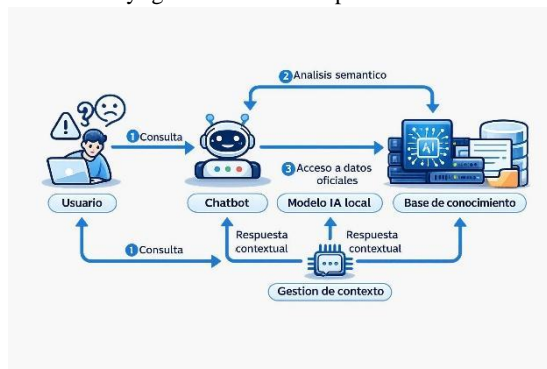 2 Analisis semantico
1 Consulta
3 Acceso a datos
oficiales
Usuario
Chatbot
Modelo IA local
Base de conocimiento
AI
1 Consulta
Respuesta
contextual
Respuesta
contextual
Gestion de contexto